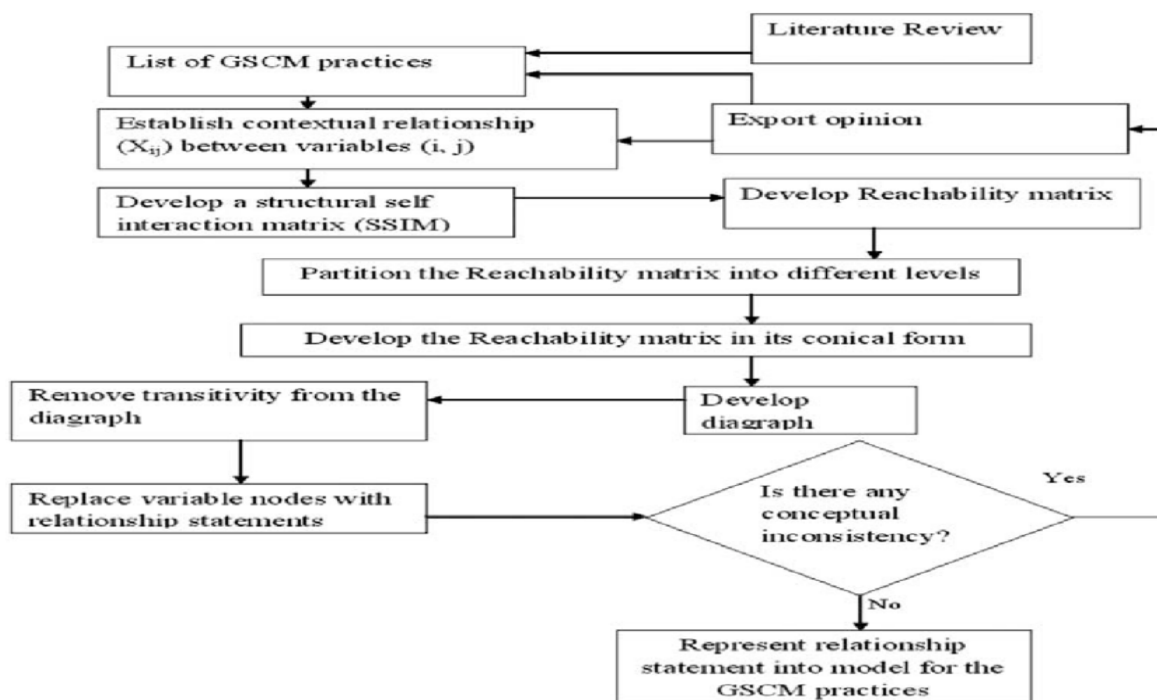 Literature Review
List of GSCM practices
Export opinion
Establish contextual relationship
(Xij) between variables (i, j)
Develop a structural self
interaction matrix (SSIM)
Develop Reachability matrix
Partition the Reachability matrix into different levels
Develop the Reachability matrix in its conical form
Remove transitivity from the
diagraph
Develop
diagraph
Replace variable nodes with
relationship statements
Is there any
conceptual
inconsistency?
Yes
No
Represent relationship
statement into model for the
GSCM practices